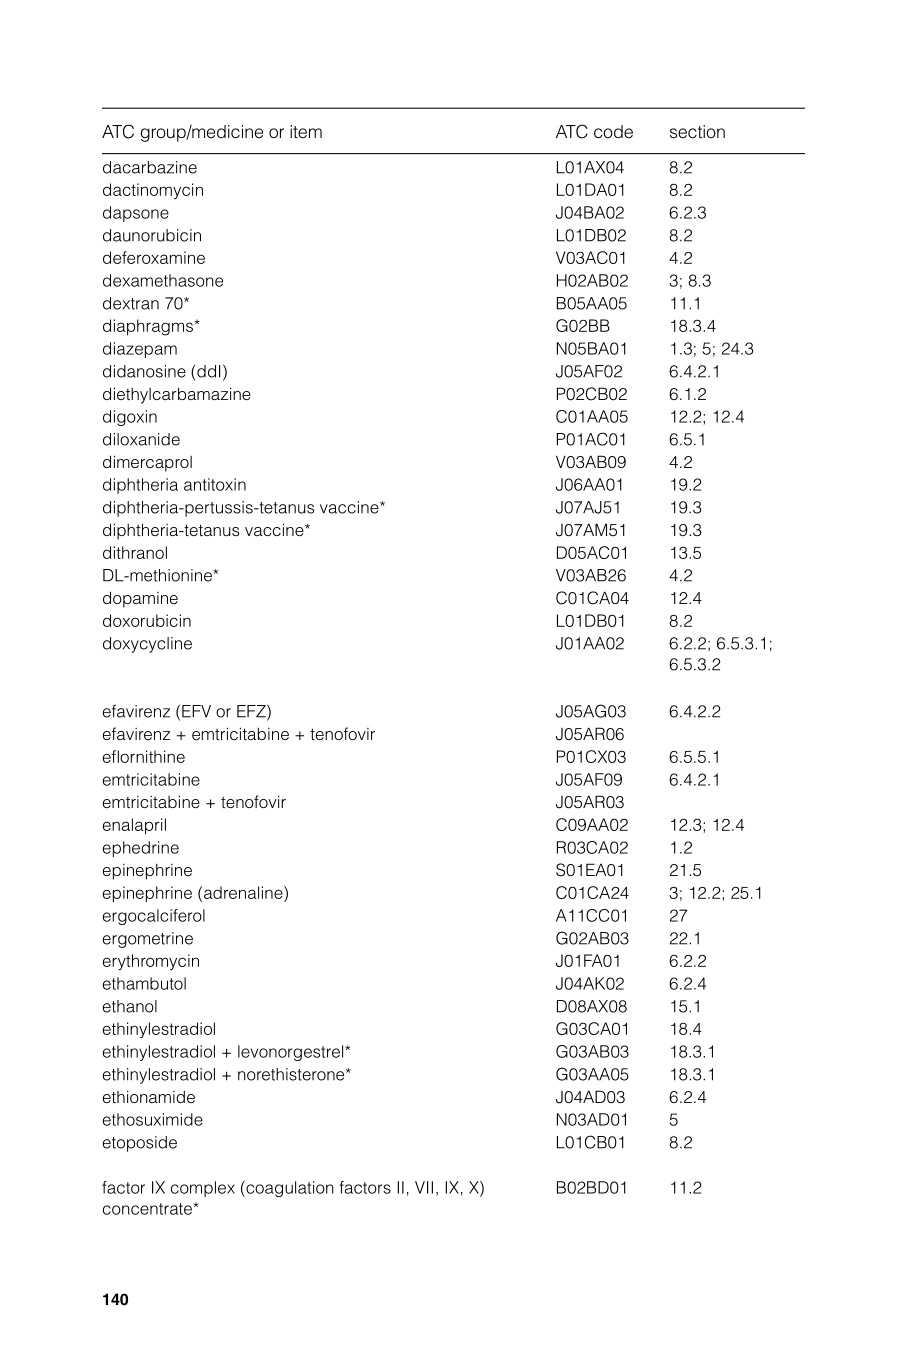 ATC group/medicine or item ATC code section
dacarbazine L01AX04 8.2
dactinomycin L01DA01 8.2
dapsone J04BA02 6.2.3
daunorubicin L01DB02 8.2
deferoxamine V03AC01 4.2
dexamethasone H02AB02 3; 8.3
dextran 70* B05AA05 11.1
diaphragms* G02BB 18.3.4
diazepam N05BA01 1.3; 5; 24.3
didanosine (ddI) J05AF02 6.4.2.1
diethylcarbamazine P02CB02 6.1.2
digoxin C01AA05 12.2; 12.4
diloxanide P01AC01 6.5.1
dimercaprol V03AB09 4.2
diphtheria antitoxin J06AA01 19.2
diphtheria-pertussis-tetanus vaccine* J07AJ51 19.3
diphtheria-tetanus vaccine* J07AM51 19.3
dithranol D05AC01 13.5
DL-methionine* V03AB26 4.2
dopamine C01CA04 12.4
doxorubicin L01DB01 8.2
doxycycline J01AA02 6.2.2; 6.5.3.1;
6.5.3.2
efavirenz (EFV or EFZ) J05AG03 6.4.2.2
efavirenz + emtricitabine + tenofovir J05AR06
eflornithine P01CX03 6.5.5.1
emtricitabine J05AF09 6.4.2.1
emtricitabine + tenofovir J05AR03
enalapril C09AA02 12.3; 12.4
ephedrine R03CA02 1.2
epinephrine S01EA01 21.5
epinephrine (adrenaline) C01CA24 3; 12.2; 25.1
ergocalciferol A11CC01 27
ergometrine G02AB03 22.1
erythromycin J01FA01 6.2.2
ethambutol J04AK02 6.2.4
ethanol D08AX08 15.1
ethinylestradiol G03CA01 18.4
ethinylestradiol + levonorgestrel* G03AB03 18.3.1
ethinylestradiol + norethisterone* G03AA05 18.3.1
ethionamide J04AD03 6.2.4
ethosuximide N03AD01 5
etoposide L01CB01 8.2
factor IX complex (coagulation factors II, VII, IX, X) B02BD01 11.2
concentrate*
140